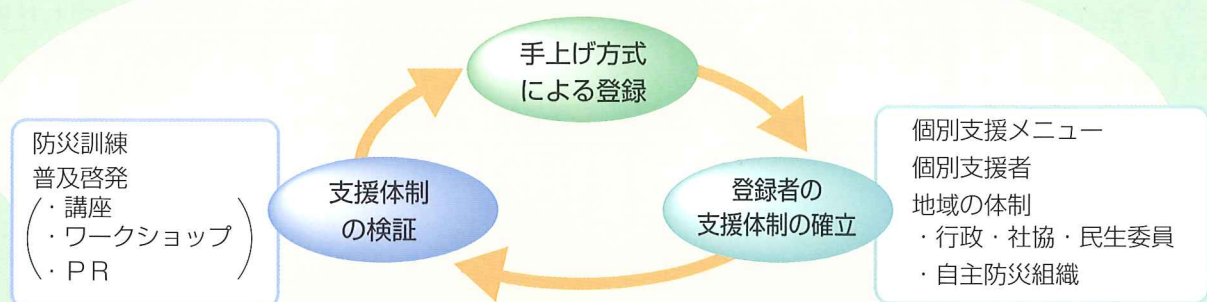 手上げ方式
による登録
防災訓練
普及啓発
・講座
・ワークショップ
・PR
支援体制
の検証
登録者の
支援体制の確立
個別支援メニュー
個別支援者
地域の体制
・行政・社協・民生委員
・自主防災組織